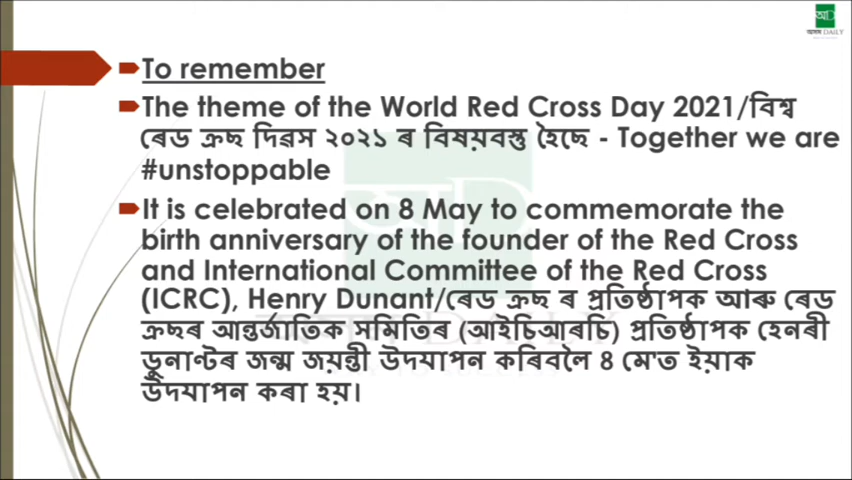 অসম DAILY
To remember
The theme of the World Red Cross Day 2021/বিশ্ব
ৰেড ক্ৰছ দিৱস ২০২১ ৰ বিষয়বস্তু হৈছে - Together we are
#unstoppable
It is celebrated on 8 May to commemorate the
birth anniversary of the founder of the Red Cross
and International Committee of the Red Cross
(ICRC), Henry Dunant/ৰেড ক্ৰছ ৰ প্ৰতিষ্ঠাপক আৰু ৰেড
ক্ৰছৰ আন্তৰ্জাতিক সমিতিৰ (আইচিআৰচি) প্ৰতিষ্ঠাপক হেনৰী
ডুনাণ্টৰ জন্ম জয়ন্তী উদযাপন কৰিবলৈ 8 মে'ত ইয়াক
উদযাপন কৰা হয়।